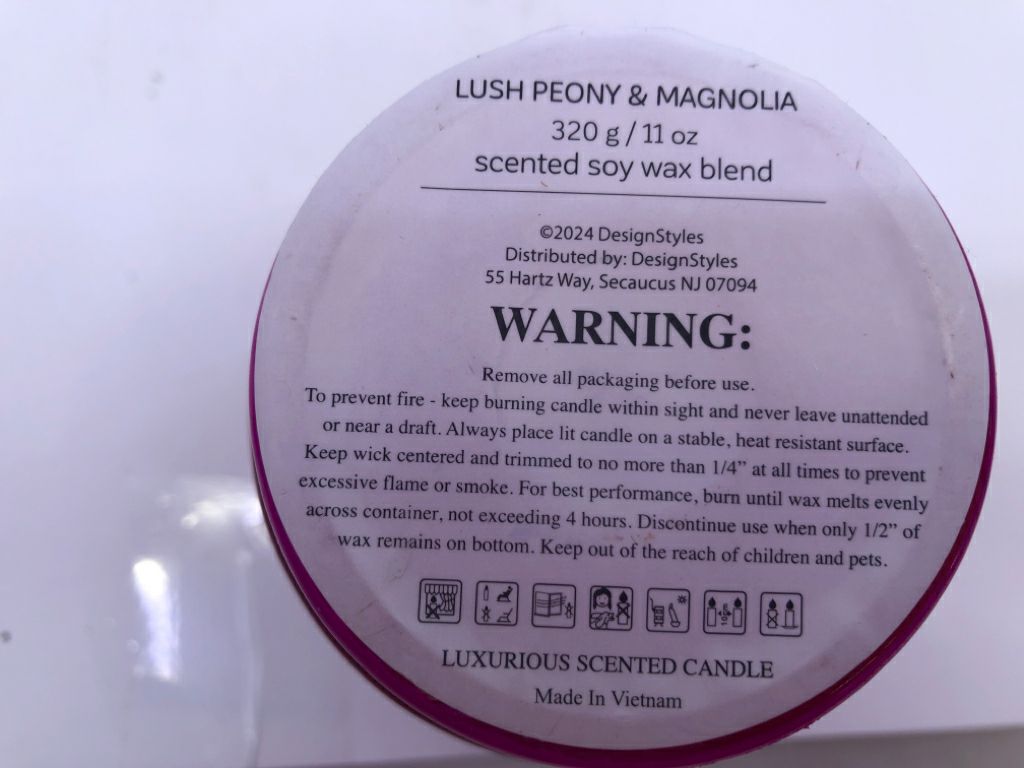 LUSH PEONY & MAGNOLIA
320 g / 11 oz
scented soy wax blend
©2024 DesignStyles
Distributed by: DesignStyles
55 Hartz Way, Secaucus NJ 07094
WARNING:
Remove all packaging before use.
To prevent fire - keep burning candle within sight and never leave unattended
or near a draft. Always place lit candle on a stable, heat resistant surface.
Keep wick centered and trimmed to no more than 1/4” at all times to prevent
excessive flame or smoke. For best performance, burn until wax melts evenly
across container, not exceeding 4 hours. Discontinue use when only 1/2” of
wax remains on bottom. Keep out of the reach of children and pets.
LUXURIOUS SCENTED CANDLE
Made In Vietnam